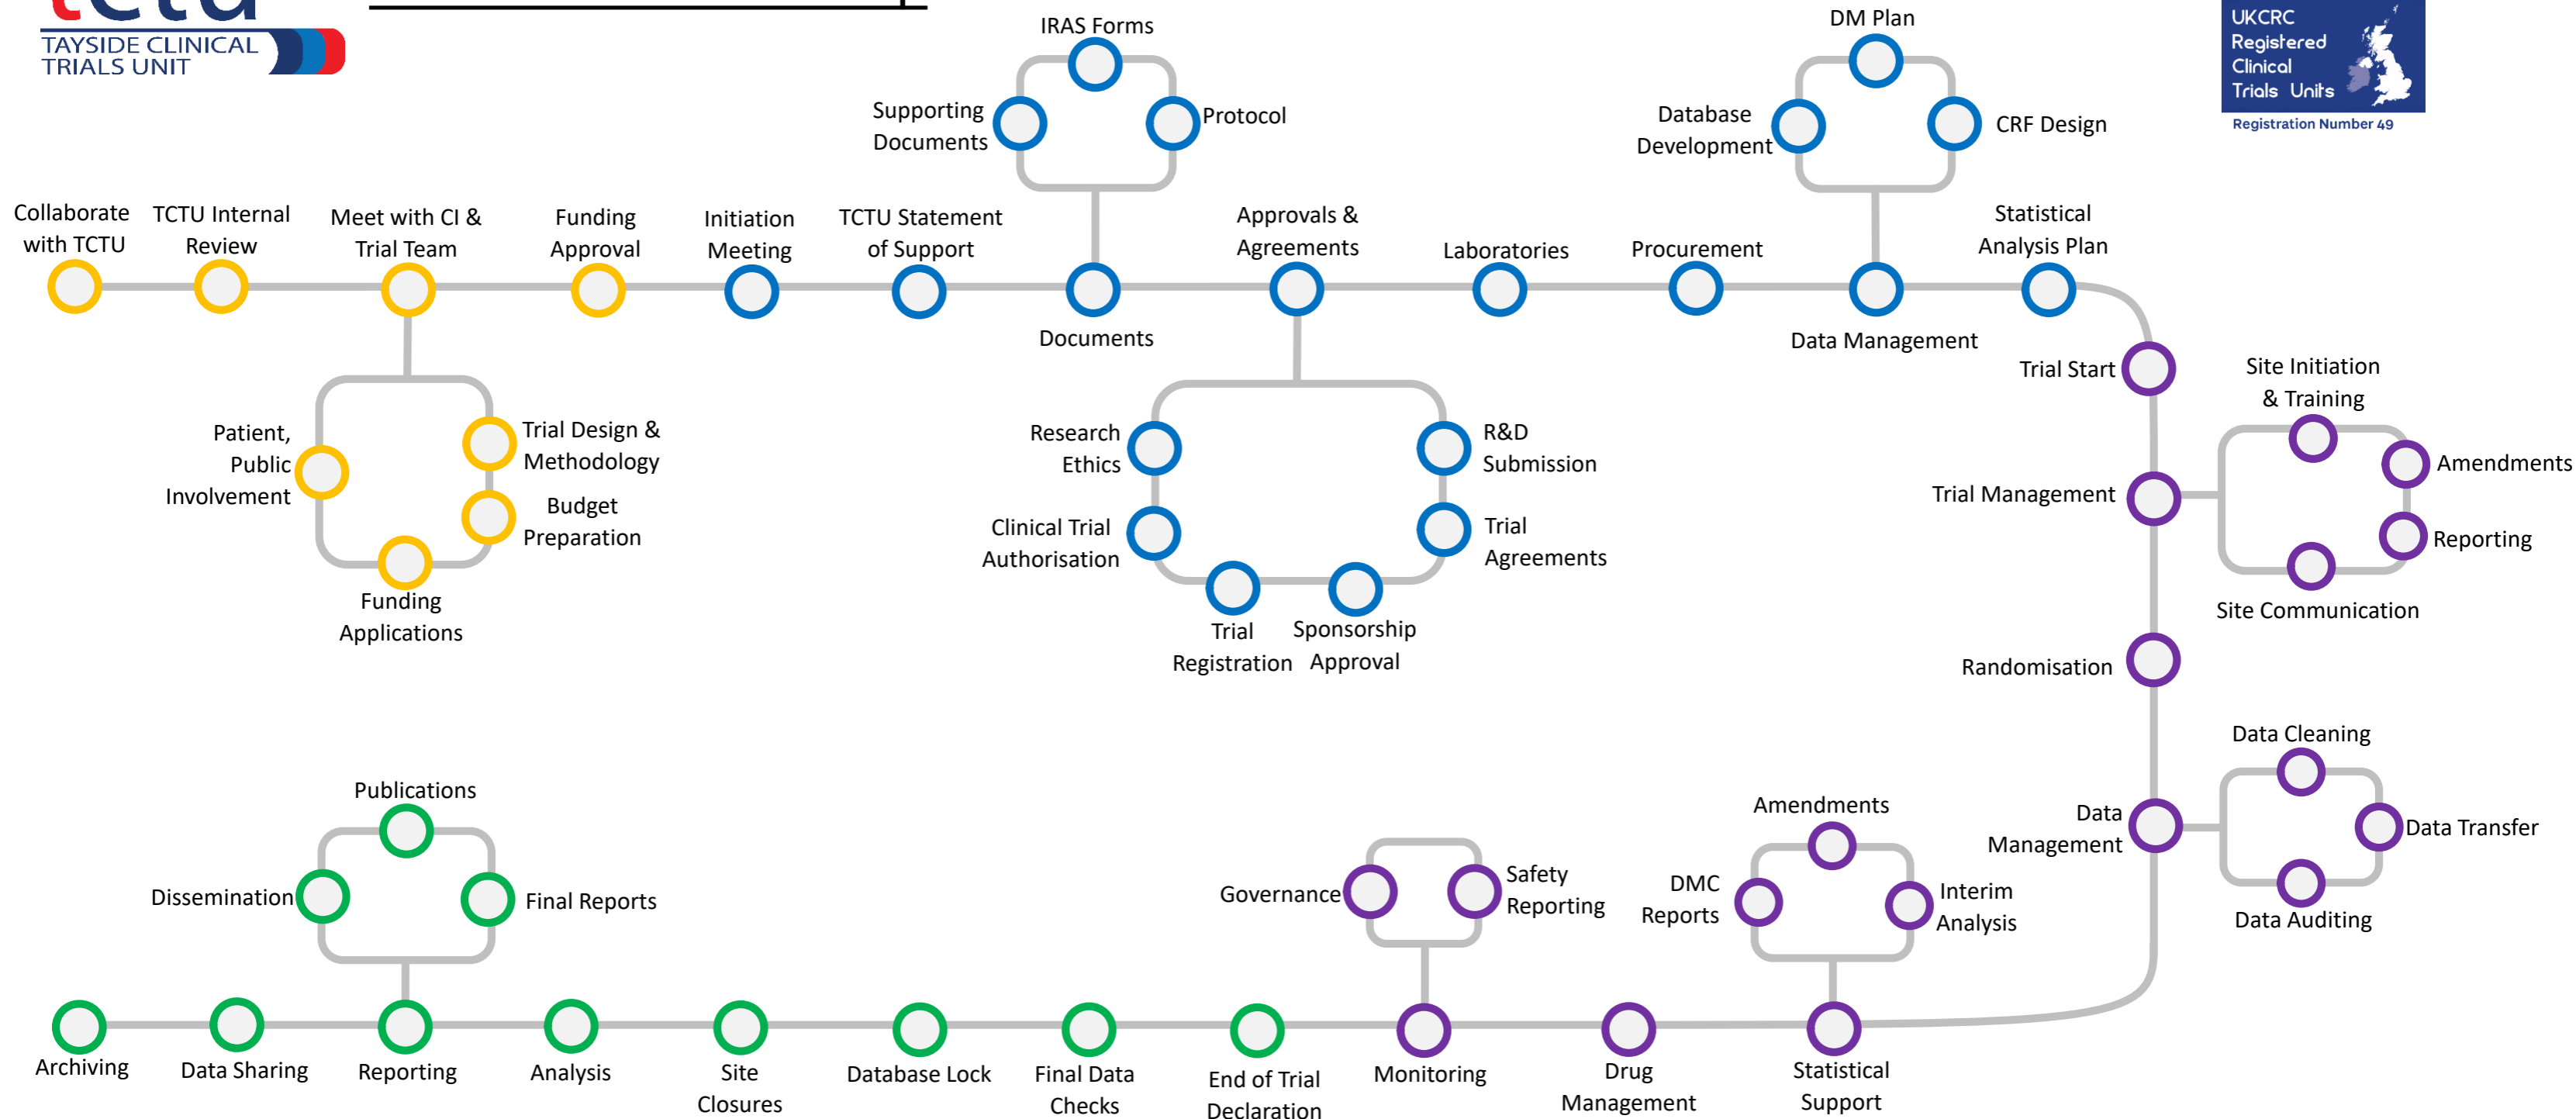 tctu
TAYSIDE CLINICAL
TRIALS UNIT
UKCRC
Registered
Clinical
Trials Units
Registration Number 49
IRAS Forms
Supporting
Documents
Protocol
DM Plan
Database
Development
CRF Design
Collaborate
with TCTU
TCTU Internal
Review
Meet with CI &
Trial Team
Funding
Approval
Initiation
Meeting
TCTU Statement
of Support
Documents
Approvals &
Agreements
Laboratories
Procurement
Data Management
Statistical
Analysis Plan
Patient,
Public
Involvement
Trial Design &
Methodology
Budget
Preparation
Funding
Applications
Research
Ethics
Clinical Trial
Authorisation
Trial
Registration
Sponsorship
Approval
Trial
Agreements
R&D
Submission
Trial Start
Trial Management
Site Initiation
& Training
Amendments
Reporting
Site Communication
Randomisation
Data
Management
Data Cleaning
Data Transfer
Data Auditing
Publications
Dissemination
Final Reports
Governance
Safety
Reporting
Amendments
DMC
Reports
Interim
Analysis
Archiving
Data Sharing
Reporting
Analysis
Site
Closures
Database Lock
Final Data
Checks
End of Trial
Declaration
Monitoring
Drug
Management
Statistical
Support